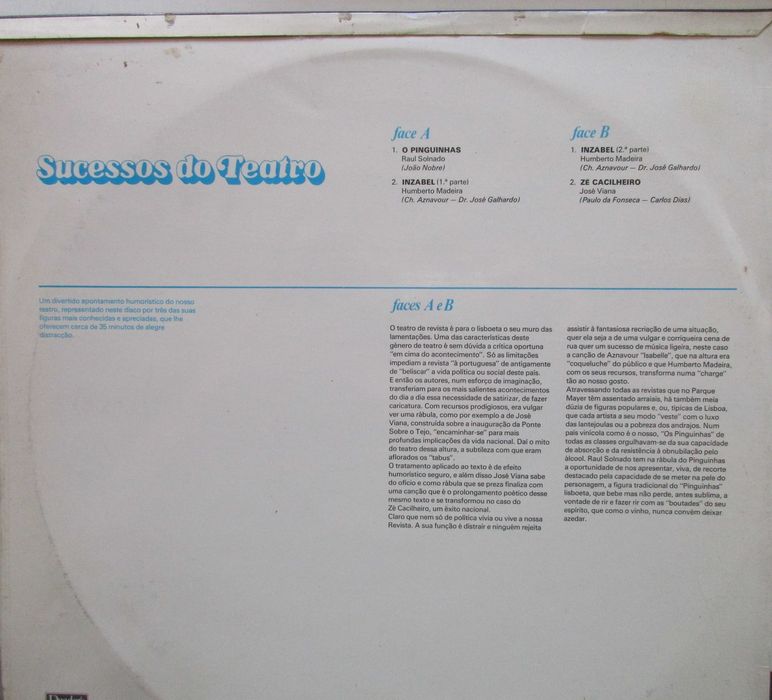 Sucessos do Teatro
face A
1. O PINGUINHAS
Raul Solnado
(João Nobre)
2. INZABEL (1.ª parte)
Humberto Madeira
(Ch. Aznavour — Dr. José Galhardo)
face B
1. INZABEL (2.ª parte)
Humberto Madeira
(Ch. Aznavour — Dr. José Galhardo)
2. ZÉ CACILHEIRO
José Viana
(Paulo da Fonseca — Carlos Dias)
Um divertido apontamento humorístico do nosso
teatro, representado neste disco por três das suas
figuras mais conhecidas e apreciadas, que lhe
oferecem cerca de 35 minutos de alegre
distracção.
faces A e B
O teatro de revista é para o lisboeta o seu muro das
lamentações. Uma das características deste
género de teatro é sem dúvida a crítica oportuna
"em cima do acontecimento". Só as limitações
impediam a revista "à portuguesa" de antigamente
de "beliscar" a vida política ou social deste país.
E então os autores, num esforço de imaginação,
transferiam para os mais salientes acontecimentos
do dia a dia essa necessidade de satirizar, de fazer
caricatura. Com recursos prodigiosos, era vulgar
ver uma rábula, como por exemplo a de José
Viana, construída sobre a inauguração da Ponte
Sobre o Tejo, "encaminhar-se" para mais
profundas implicações da vida nacional. Daí o mito
do teatro dessa altura, a subtileza com que eram
aflorados os "tabus".
O tratamento aplicado ao texto é de efeito
humorístico seguro, e além disso José Viana sabe
do ofício e como rábula que se preza finaliza com
uma canção que é o prolongamento poético desse
mesmo texto e se transformou no caso do
Zé Cacilheiro, um êxito nacional.
Claro que nem só de política vivia ou vive a nossa
Revista. A sua função é distrair e ninguém rejeita
assistir à fantasiosa recriação de uma situação,
quer ela seja a de uma vulgar e corriqueira cena de
rua quer um sucesso de música ligeira, neste caso
a canção de Aznavour "Isabelle", que na altura era
"coqueluche" do público e que Humberto Madeira,
com os seus recursos, transforma numa "charge"
tão ao nosso gosto.
Atravessando todas as revistas que no Parque
Mayer têm assentado arraiais, há também meia
dúzia de figuras populares e, ou, típicas de Lisboa,
que cada artista a seu modo "veste" com o luxo
das lantejoulas ou a pobreza dos andrajos. Num
país vinícola como é o nosso, "Os Pinguinhas" de
todas as classes orgulhavam-se da sua capacidade
de absorção e da resistência à obnubilação pelo
álcool. Raul Solnado tem na rábula do Pinguinhas
a oportunidade de nos apresentar, viva, de recorte
destacado pela capacidade de se meter na pele do
personagem, a figura tradicional do "Pinguinhas"
lisboeta, que bebe mas não perde, antes sublima, a
vontade de rir e fazer rir com as "boutades" do seu
espírito, que como o vinho, nunca convém deixar
azedar.